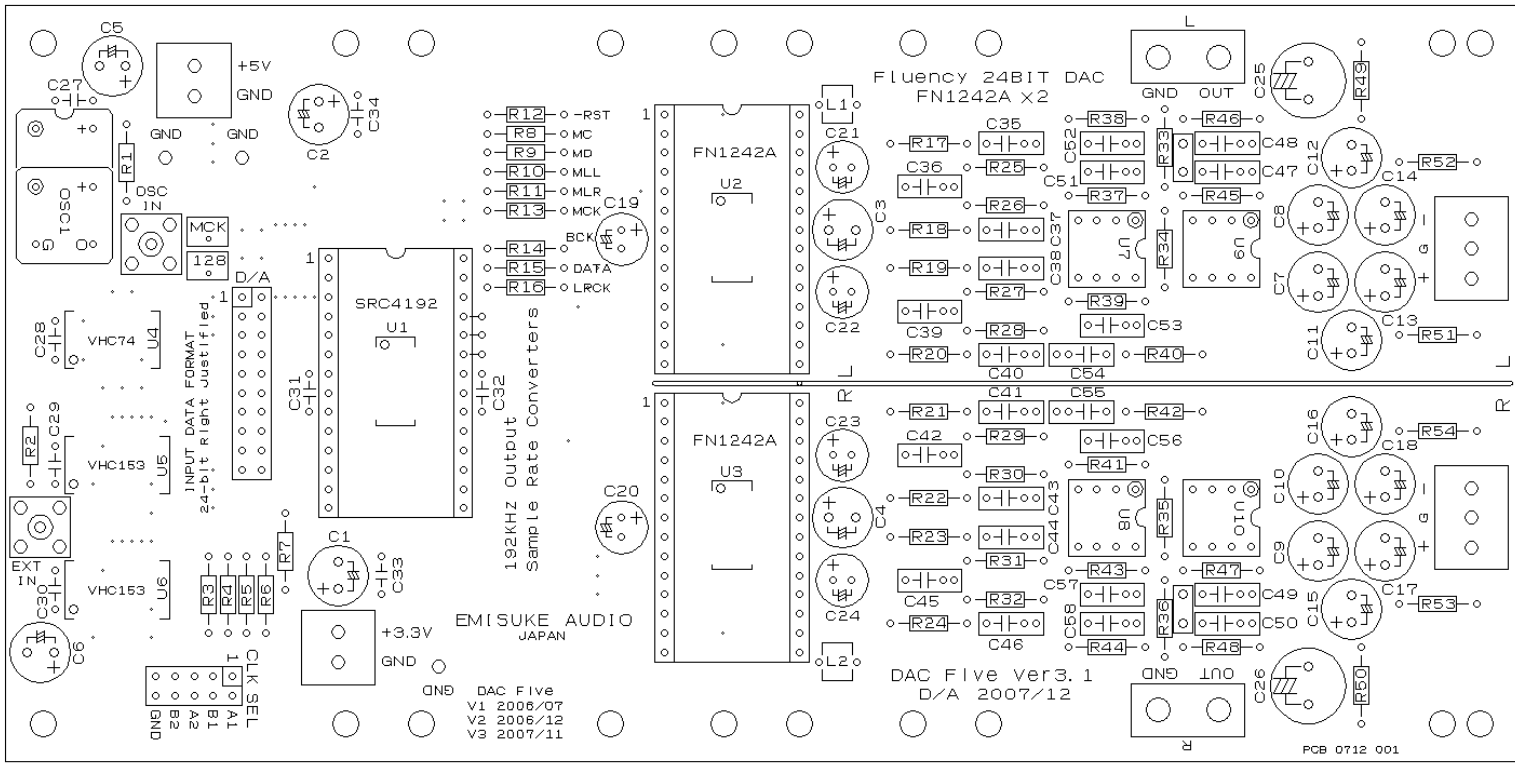 C5
+5V
GND
C27
C34
C2
GND
GND
R1
OSC
IN
OSC1
G
O
MCK
128
D/A
1
R12 -RST
R8 MC
R9 MD
R10 MLL
R11 MLR
R13 MCK
R14 BCK
R15 DATA
R16 LRCK
C19
1
SRC4192
U1
C31
C32
C28
VHC74
U4
INPUT DATA FORMAT
24-bit Right Justified
R2
C29
VHC153
U5
EXT
IN
C30
VHC153
U6
C6
R3
R4
R5
R6
R7
C1
C33
+3.3V
GND
GND
1
CLK SEL
GND
B2
A2
B1
A1
192KHz Output
Sample Rate Converters
EMISUKE AUDIO
JAPAN
DAC Five
V1 2006/07
V2 2006/12
V3 2007/11
C20
1
FN1242A
U2
1
FN1242A
U3
L1
C21
C3
C22
L
R
C23
C4
C24
L2
Fluency 24BIT DAC
FN1242A x2
L
GND
OUT
C25
R49
R17
C35
C36
R25
R26
R18
C37
R19
C38
R27
C39
R28
R20
C40
C54
R40
R38
C52
C51
R37
R33
R46
C48
C47
R45
U7
R34
U9
R39
C53
C12
R52
C14
C8
C7
C13
C11
R51
-
G
+
L
R
R21
C41
C55
R42
C42
R29
C56
R30
R41
R22
C43
R23
C44
R31
C45
R32
R24
C46
U8
R35
U10
R43
C57
R47
R36
C49
C58
C50
R44
R48
C16
R54
C18
C10
C9
C17
C15
R53
-
G
+
DAC Five Ver3.1
D/A 2007/12
GND
OUT
R
C26
R50
PCB 0712 001